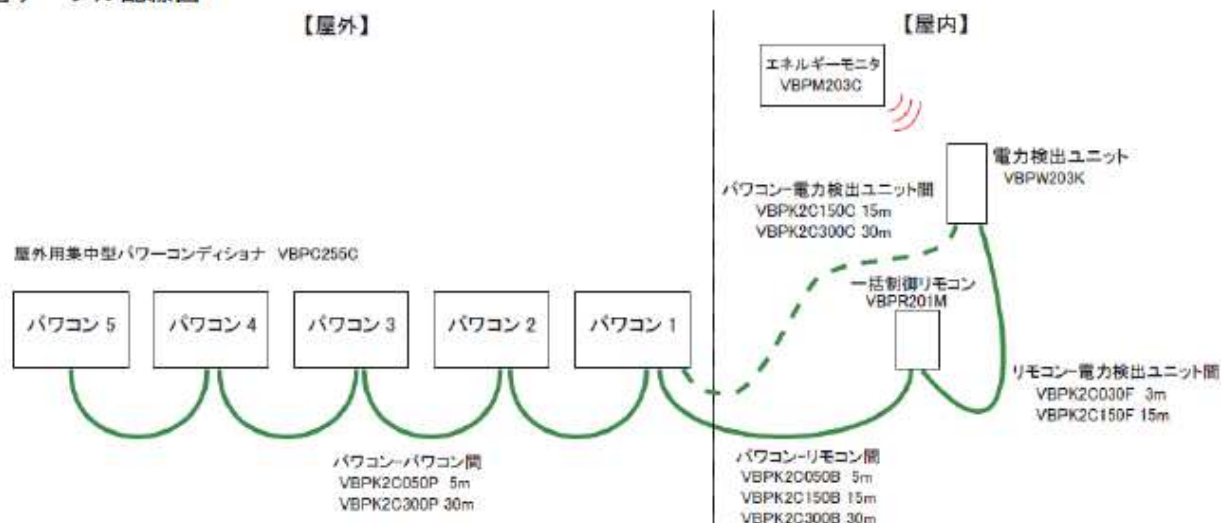 【屋外】
【屋内】
エネルギーモニタ
VBPM203C
電力検出ユニット
VBPW203K
パワコン-電力検出ユニット間
VBPK2C150C 15m
VBPK2C300C 30m
屋外用集中型パワーコンディショナ VBPC255C
一括制御リモコン
VBPR201M
パワコン 5
パワコン 4
パワコン 3
パワコン 2
パワコン 1
リモコン-電力検出ユニット間
VBPK2C030F 3m
VBPK2C150F 15m
パワコン-パワコン間
VBPK2C050P 5m
VBPK2C300P 30m
パワコン-リモコン間
VBPK2C050B 5m
VBPK2C150B 15m
VBPK2C300B 30m